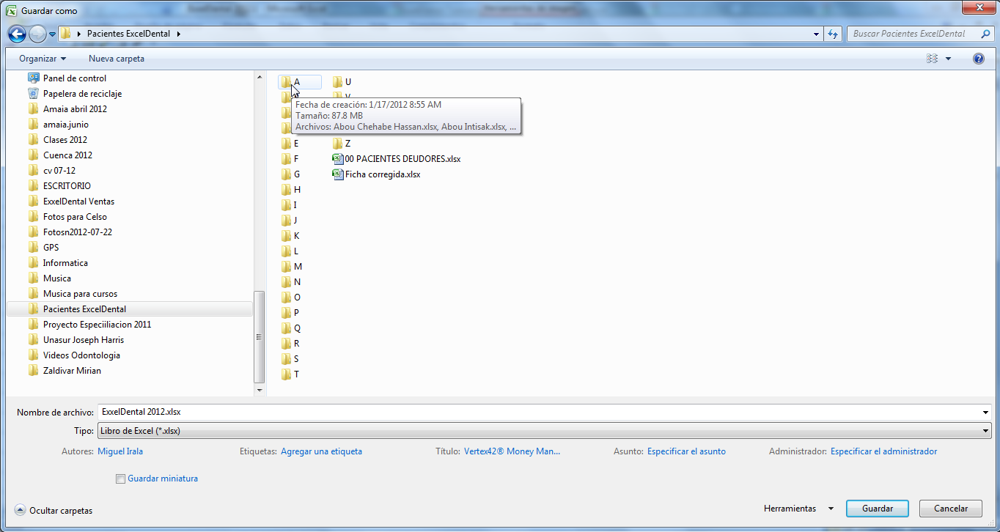 Guardar como
Pacientes ExcelDental
Buscar Pacientes ExcelDental
Organizar
Nueva carpeta
Panel de control
Papelera de reciclaje
Amaia abril 2012
amaia.junio
Clases 2012
Cuenca 2012
cv 07-12
ESCRITORIO
ExxelDental Ventas
Fotos para Celso
Fotosn2012-07-22
GPS
Informatica
Musica
Musica para cursos
Pacientes ExcelDental
Proyecto Especiiliacion 2011
Unasur Joseph Harris
Videos Odontologia
Zaldivar Mirian
A
Fecha de creación: 1/17/2012 8:55 AM
Tamaño: 87.8 MB
Archivos: Abou Chehabe Hassan.xlsx, Abou Intisak.xlsx, ...
E
F
G
H
I
J
K
L
M
N
O
P
Q
R
S
T
U
V
Z
00 PACIENTES DEUDORES.xlsx
Ficha corregida.xlsx
Nombre de archivo: ExxelDental 2012.xlsx
Tipo: Libro de Excel (*.xlsx)
Autores: Miguel Irala
Etiquetas: Agregar una etiqueta
Título: Vertex42® Money Man...
Asunto: Especificar el asunto
Administrador: Especificar el administrador
Guardar miniatura
Ocultar carpetas
Herramientas
Guardar
Cancelar